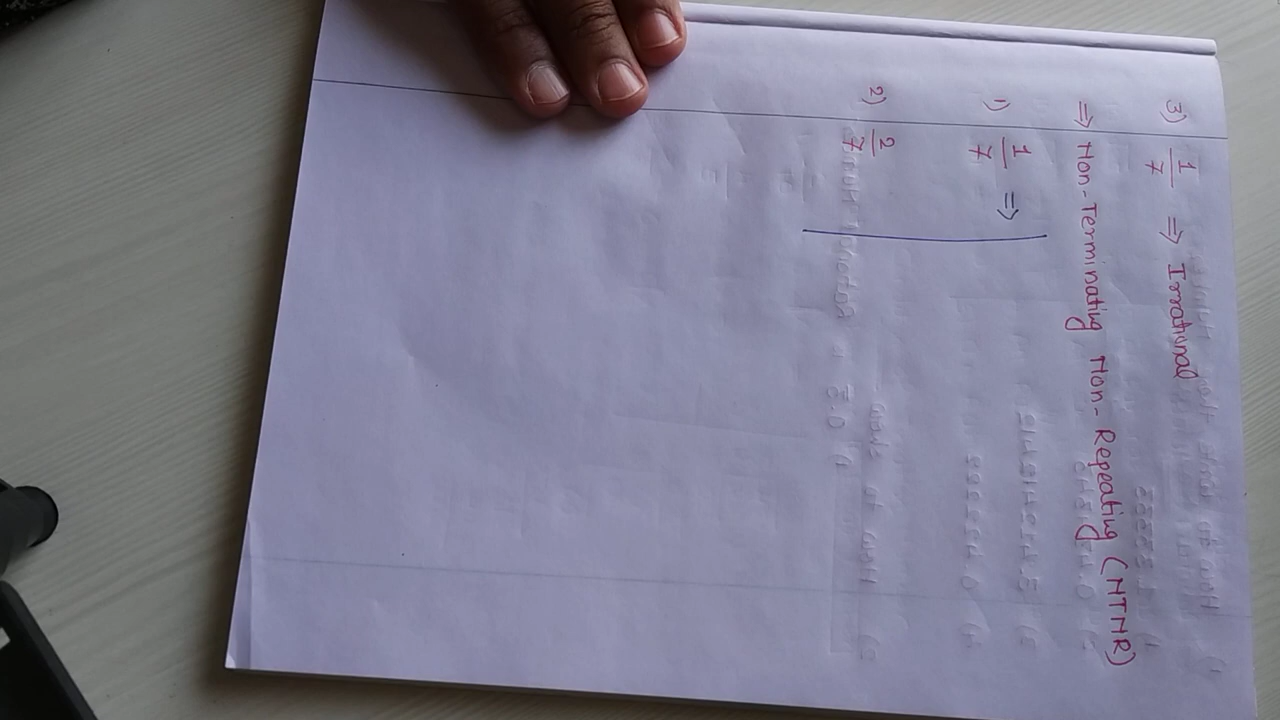 3) 1/7 ⇒ Irrational
⇒ Non-Terminating Non-Repeating (NTNR)
1) 1/7 ⇒
2) 2/7